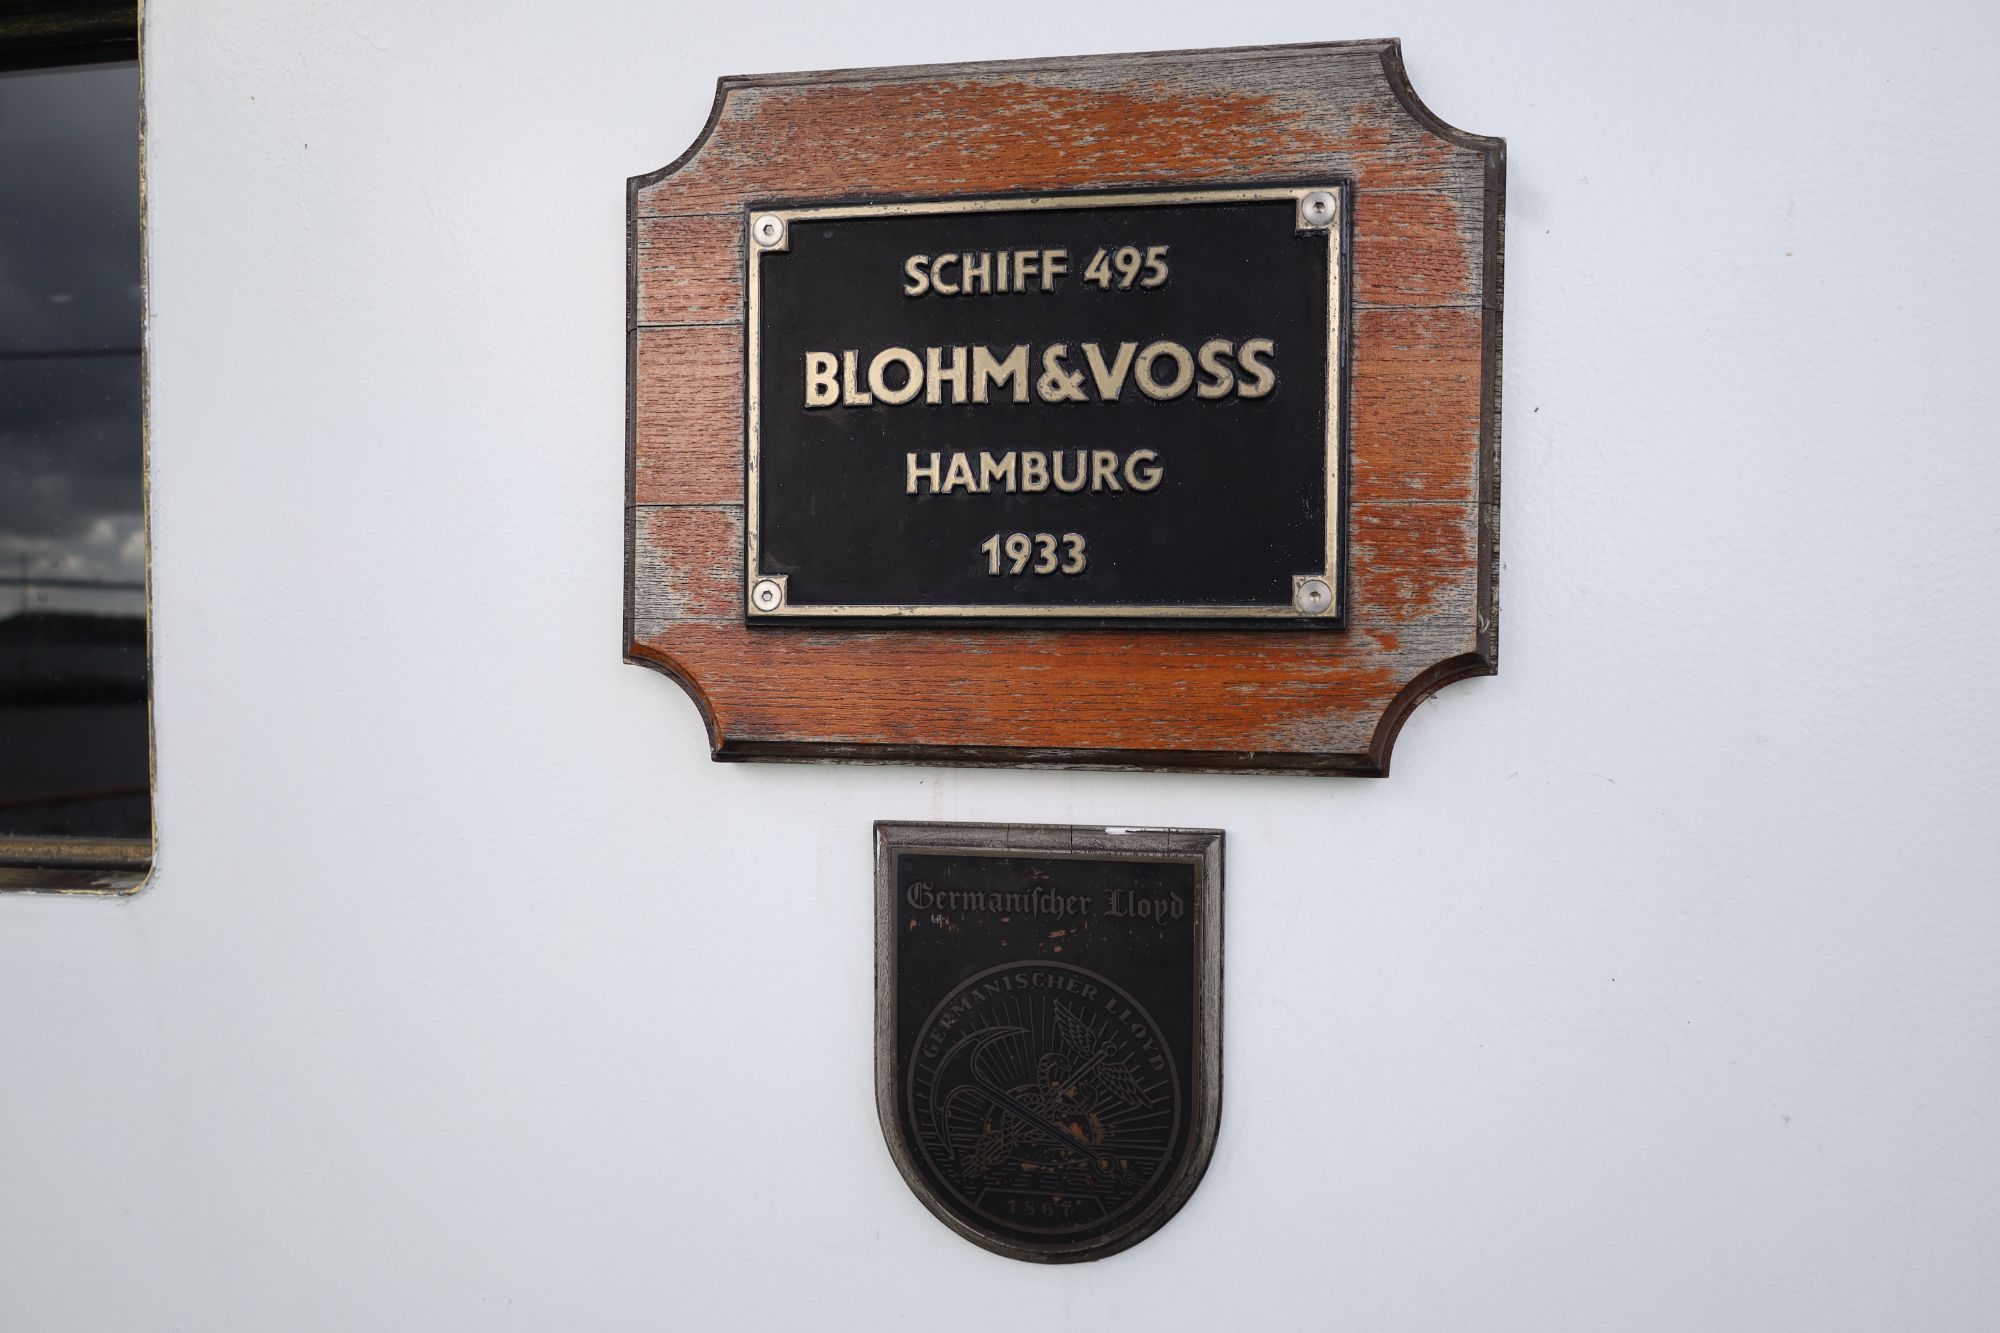 SCHIFF 495
BLOHM&VOSS
HAMBURG
1933
Germaniſcher Lloyd
GERMANISCHER LLOYD
1867